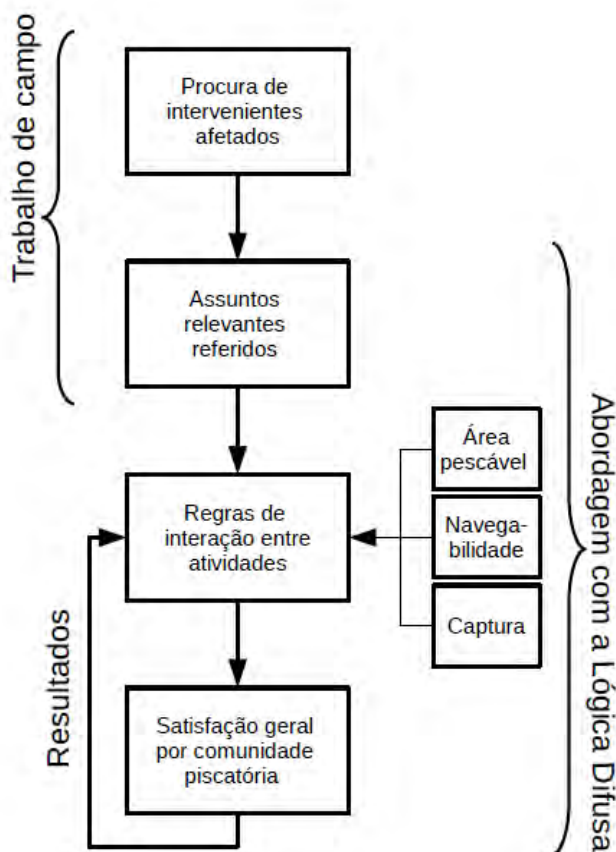 Trabalho de campo
Procura de
intervenientes
afetados
Assuntos
relevantes
referidos
Regras de
interação entre
atividades
Área
pescável
Navega-
bilidade
Captura
Satisfação geral
por comunidade
piscatória
Resultados
Abordagem com a Lógica Difusa